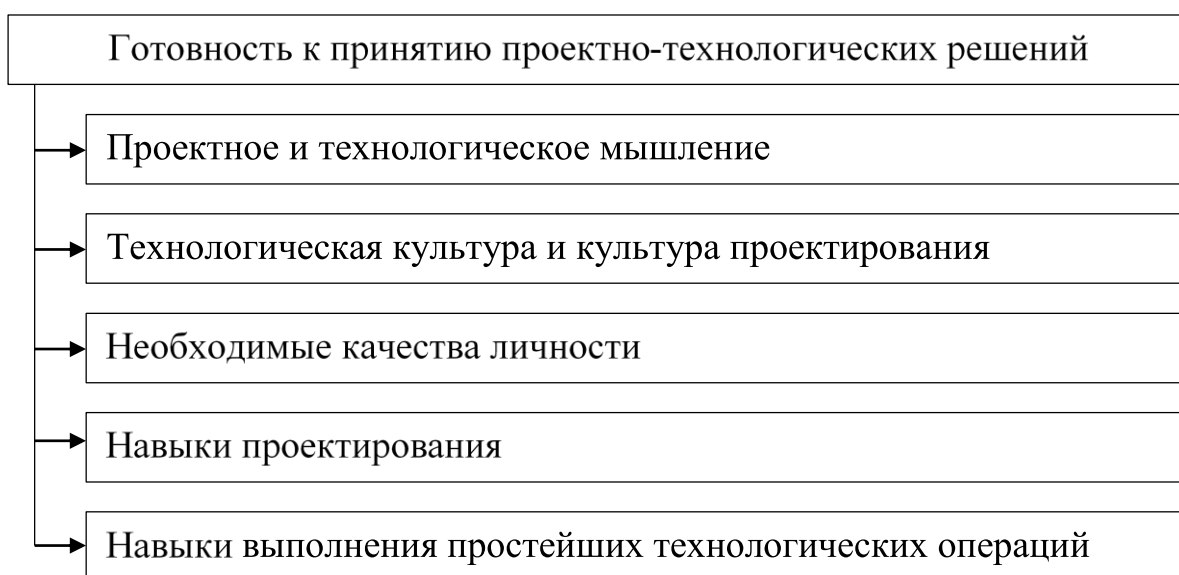 Готовность к принятию проектно-технологических решений
Проектное и технологическое мышление
Технологическая культура и культура проектирования
Необходимые качества личности
Навыки проектирования
Навыки выполнения простейших технологических операций